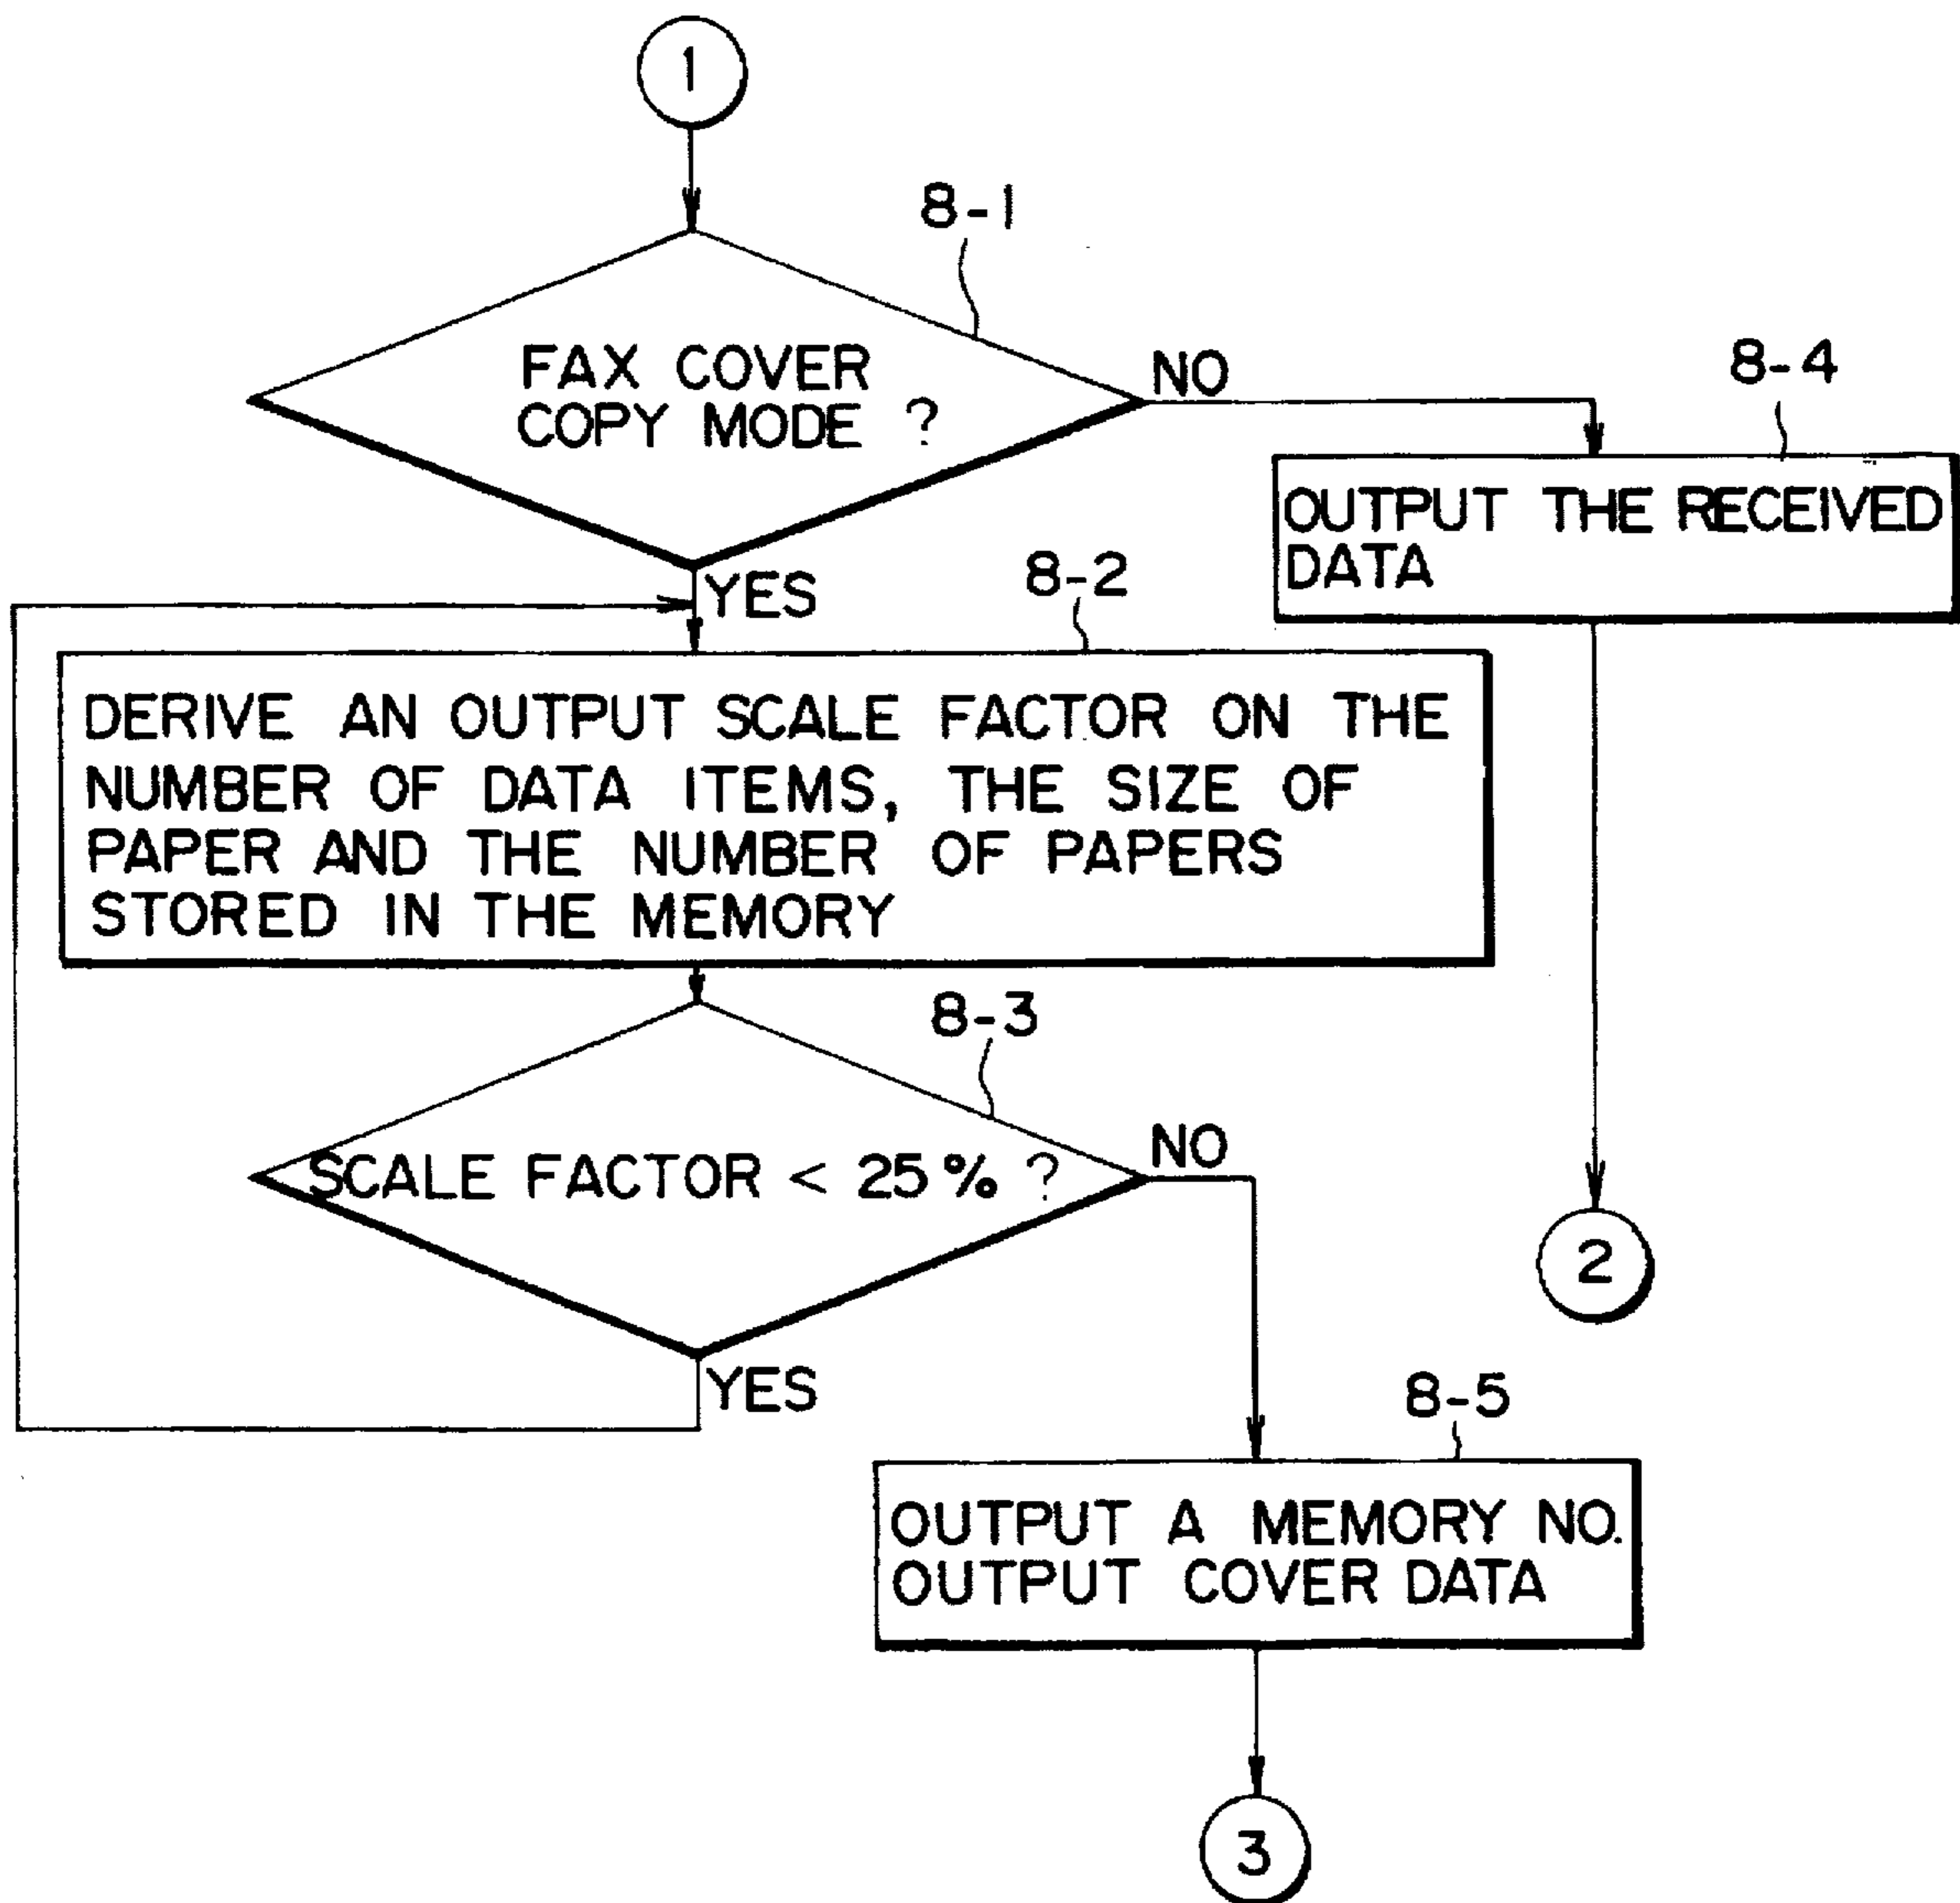 1
8-1
FAX COVER
COPY MODE ?
NO
8-4
OUTPUT THE RECEIVED
DATA
YES
8-2
DERIVE AN OUTPUT SCALE FACTOR ON THE
NUMBER OF DATA ITEMS, THE SIZE OF
PAPER AND THE NUMBER OF PAPERS
STORED IN THE MEMORY
8-3
SCALE FACTOR < 25% ?
NO
2
YES
8-5
OUTPUT A MEMORY NO.
OUTPUT COVER DATA
3